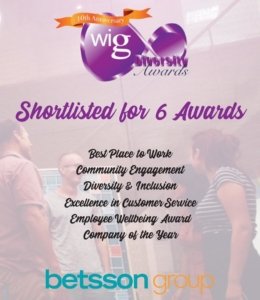 10th Anniversary
wig
diversity
Awards
Shortlisted for 6 Awards
Best Place to Work
Community Engagement
Diversity & Inclusion
Excellence in Customer Service
Employee Wellbeing Award
Company of the Year
betsson group